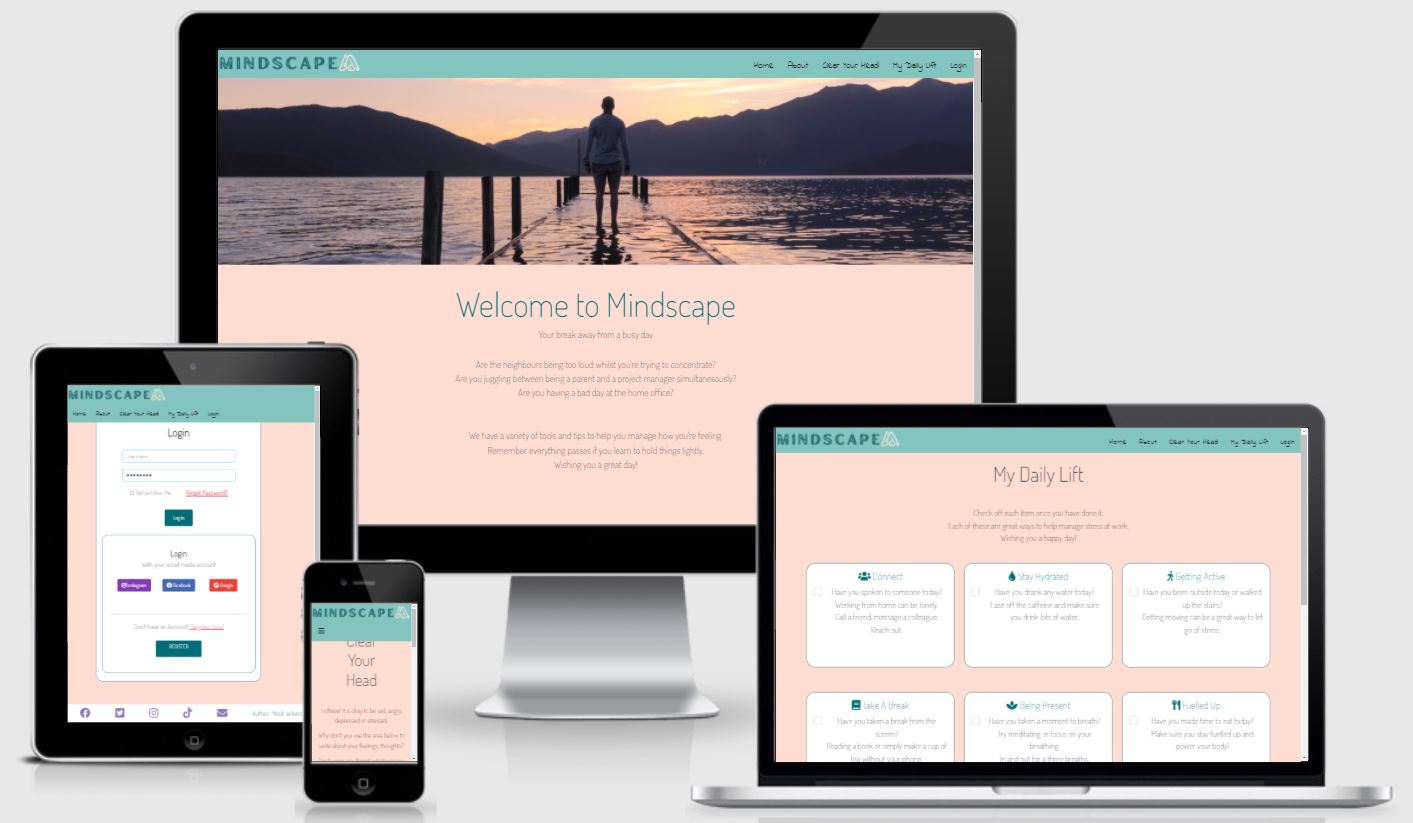 MINDSCAPE
Home About Clear Your Head My Daily Lift Login
Welcome to Mindscape
Your break away from a busy day
Are the neighbours being too loud whilst you're trying to concentrate?
Are you juggling between being a parent and a project manager simultanesously?
Are you having a bad day at the home office?
We have a variety of tools and tips to help you manage how you're feeling.
Remember everything passes if you learn to hold things lightly.
Wishing you a great day!
MINDSCAPE
Home About Clear Your Head My Daily Lift Login
Login
User name
Remember Me Forgot Password?
Login
Login
With your social media account
Instagram Facebook Google
Don't have an Account? Register Now!
REGISTER
MINDSCAPE
Clear
Your
Head
Hi there! It is okay to be sad, angry,
depressed or stressed.
Why don't you use the area below to
write about your feelings, thoughts?
MINDSCAPE
Home About Clear Your Head My Daily Lift Login
My Daily Lift
Check off each item once you have done it.
Each of these are great ways to help manage stress at work.
Wishing you a happy day!
Connect
Have you spoken to someone today?
Working from home can be lonely.
Call a friend, message a colleague.
Reach out.
Stay Hydrated
Have you drank any water today?
Ease off the caffeine and make sure
you drink lots of water.
Getting Active
Have you been outside today or walked
up the stairs?
Getting moving can be a great way to let
go of stress.
Take A Break
Have you taken a break from the
screen?
Reading a book or simply make a cup of
tea without your phone.
Being Present
Have you taken a moment to breath?
Try meditating or focus on your
breathing.
In and out for a three breaths.
Fuelled Up
Have you made time to eat today?
Make sure you stay fuelled up and
power your body!